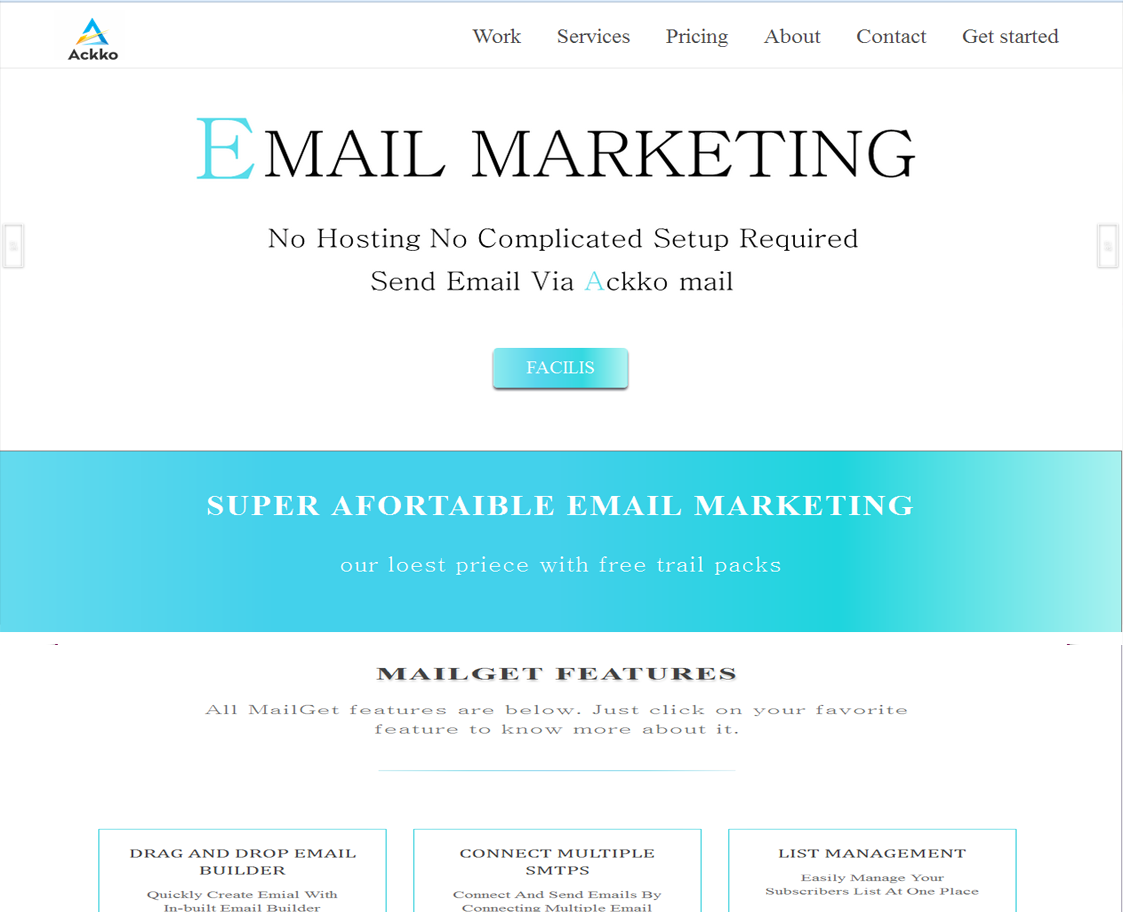 Ackko
Work Services Pricing About Contact Get started
EMAIL MARKETING
No Hosting No Complicated Setup Required
Send Email Via Ackko mail
FACILIS
SUPER AFORTAIBLE EMAIL MARKETING
our loest priece with free trail packs
MAILGET FEATURES
All MailGet features are below. Just click on your favorite
feature to know more about it.
DRAG AND DROP EMAIL
BUILDER
Quickly Create Emial With
In-built Email Builder
CONNECT MULTIPLE
SMTPS
Connect And Send Emails By
Connecting Multiple Email
LIST MANAGEMENT
Easily Manage Your
Subscribers List At One Place